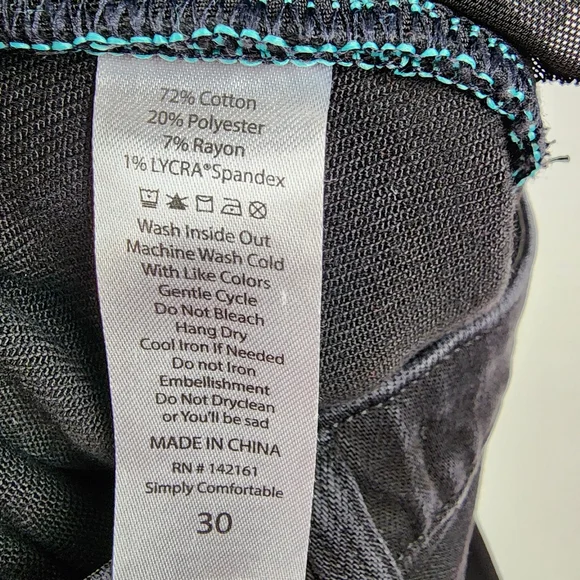 72% Cotton
20% Polyester
7% Rayon
1% LYCRA®Spandex
Wash Inside Out
Machine Wash Cold
With Like Colors
Gentle Cycle
Do Not Bleach
Hang Dry
Cool Iron If Needed
Do not Iron
Embellishment
Do Not Dryclean
or You'll be sad
MADE IN CHINA
RN # 142161
Simply Comfortable
30